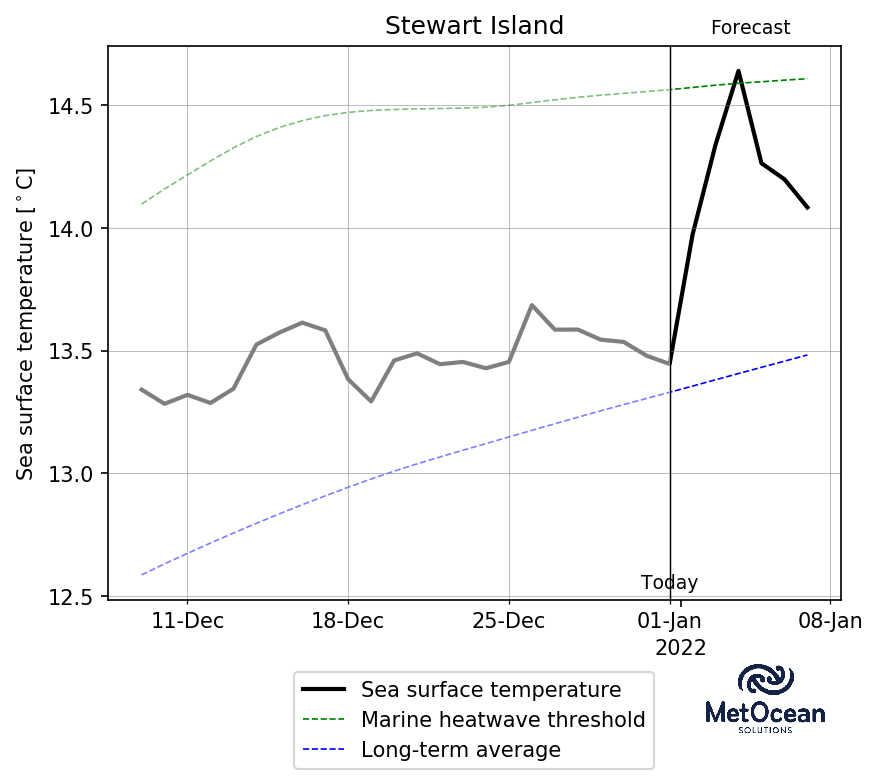 Stewart Island
Forecast
Sea surface temperature [°C]
14.5
14.0
13.5
13.0
12.5
Today
11-Dec
18-Dec
25-Dec
01-Jan
08-Jan
2022
Sea surface temperature
Marine heatwave threshold
Long-term average
MetOcean
SOLUTIONS